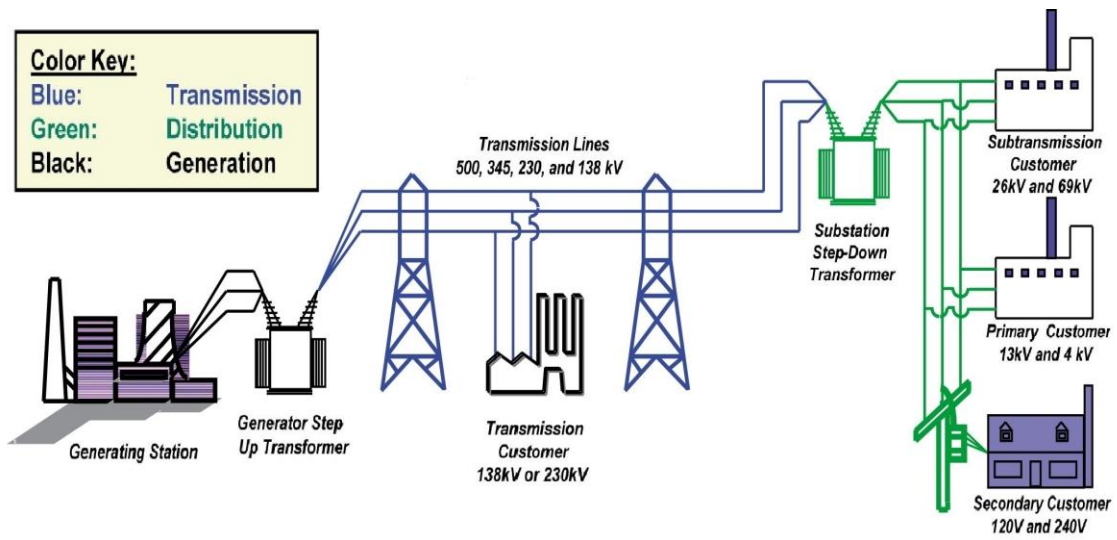 Color Key:
Blue: Transmission
Green: Distribution
Black: Generation
Transmission Lines
500, 345, 230, and 138 kV
Generating Station
Generator Step
Up Transformer
Transmission
Customer
138kV or 230kV
Substation
Step-Down
Transformer
Subtransmission
Customer
26kV and 69kV
Primary Customer
13kV and 4 kV
Secondary Customer
120V and 240V